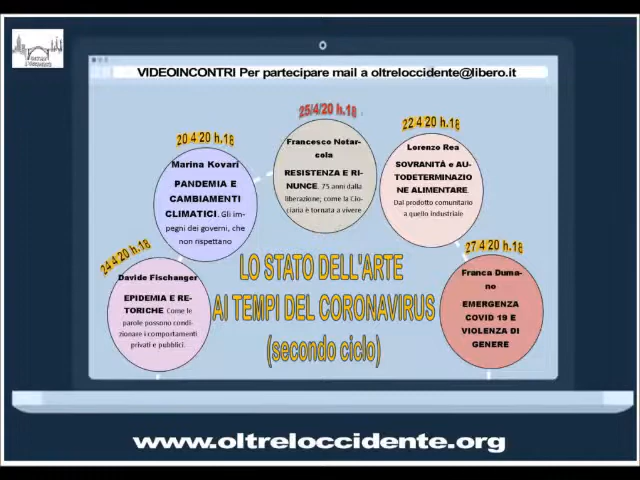 VIDEOINCONTRI Per partecipare mail a oltreloccidente@libero.it
24 4 20 h.18
Davide Fischanger
EPIDEMIA E RE-
TORICHE Come le
parole possono condi-
zionare i comportamenti
privati e pubblici.
20 4 20 h.18
Marina Kovari
PANDEMIA E
CAMBIAMENTI
CLIMATICI. Gli im-
pegni dei governi, che
non rispettano
25/4/20 h.18
Francesco Notar-
cola
RESISTENZA E RI-
NUNCE. 75 anni dalla
liberazione; come la Cio-
ciaria è tornata a vivere
22 4 20 h.18
Lorenzo Rea
SOVRANITÀ e AU-
TODETERMINAZIO
NE ALIMENTARE.
Dal prodotto comunitario
a quello industriale
27 4 20 h.18
Franca Duma-
no
EMERGENZA
COVID 19 E
VIOLENZA DI
GENERE
LO STATO DELL'ARTE
AI TEMPI DEL CORONAVIRUS
(secondo ciclo)
www.oltreloccidente.org